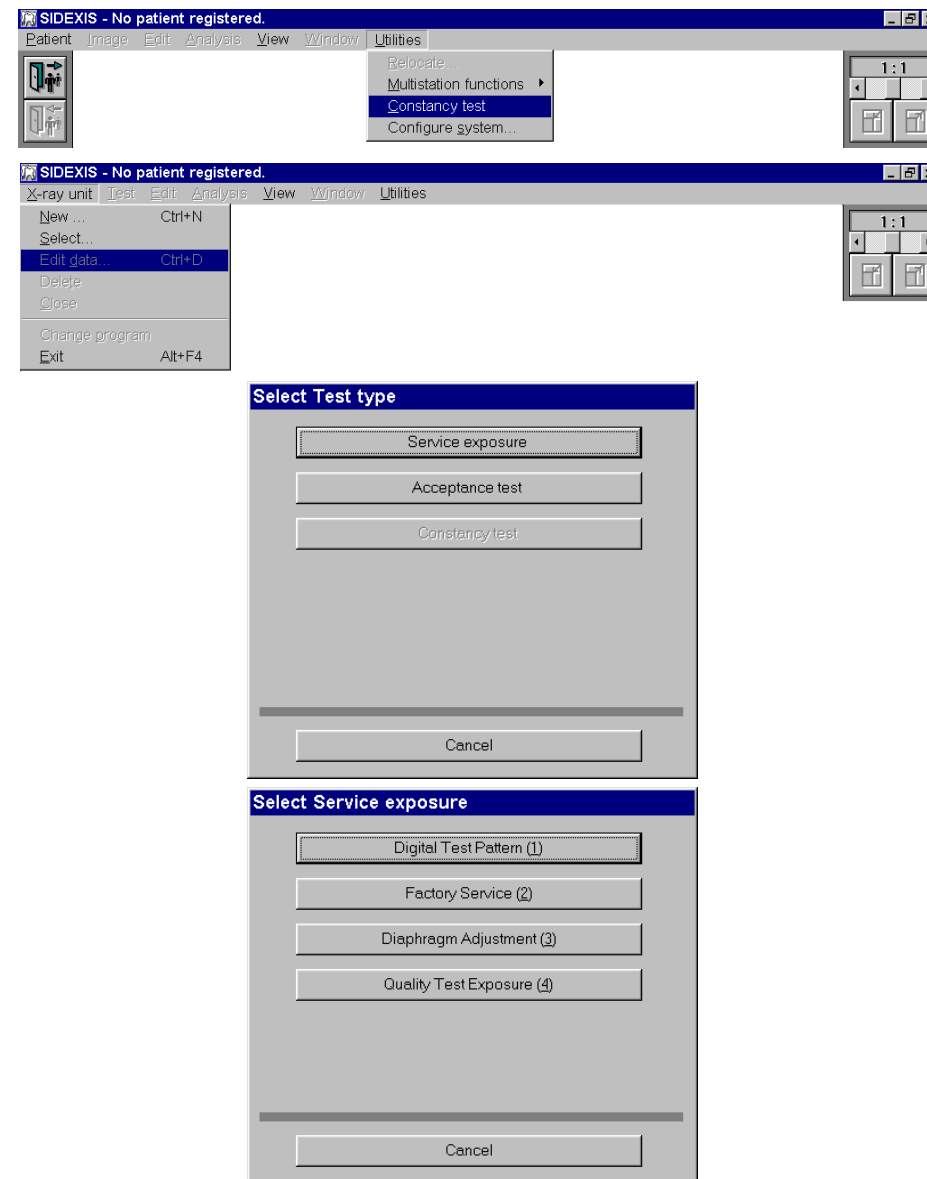 SIDEXIS - No patient registered.
Patient Image Edit Analysis View Window Utilities
Relocate...
Multistation functions
Constancy test
Configure system...
1:1
SIDEXIS - No patient registered.
X-ray unit Test Edit Analysis View Window Utilities
New ... Ctrl+N
Select...
Edit data... Ctrl+D
Delete
Close
Change program
Exit Alt+F4
1:1
Select Test type
Service exposure
Acceptance test
Constancy test
Cancel
Select Service exposure
Digital Test Pattern (1)
Factory Service (2)
Diaphragm Adjustment (3)
Quality Test Exposure (4)
Cancel